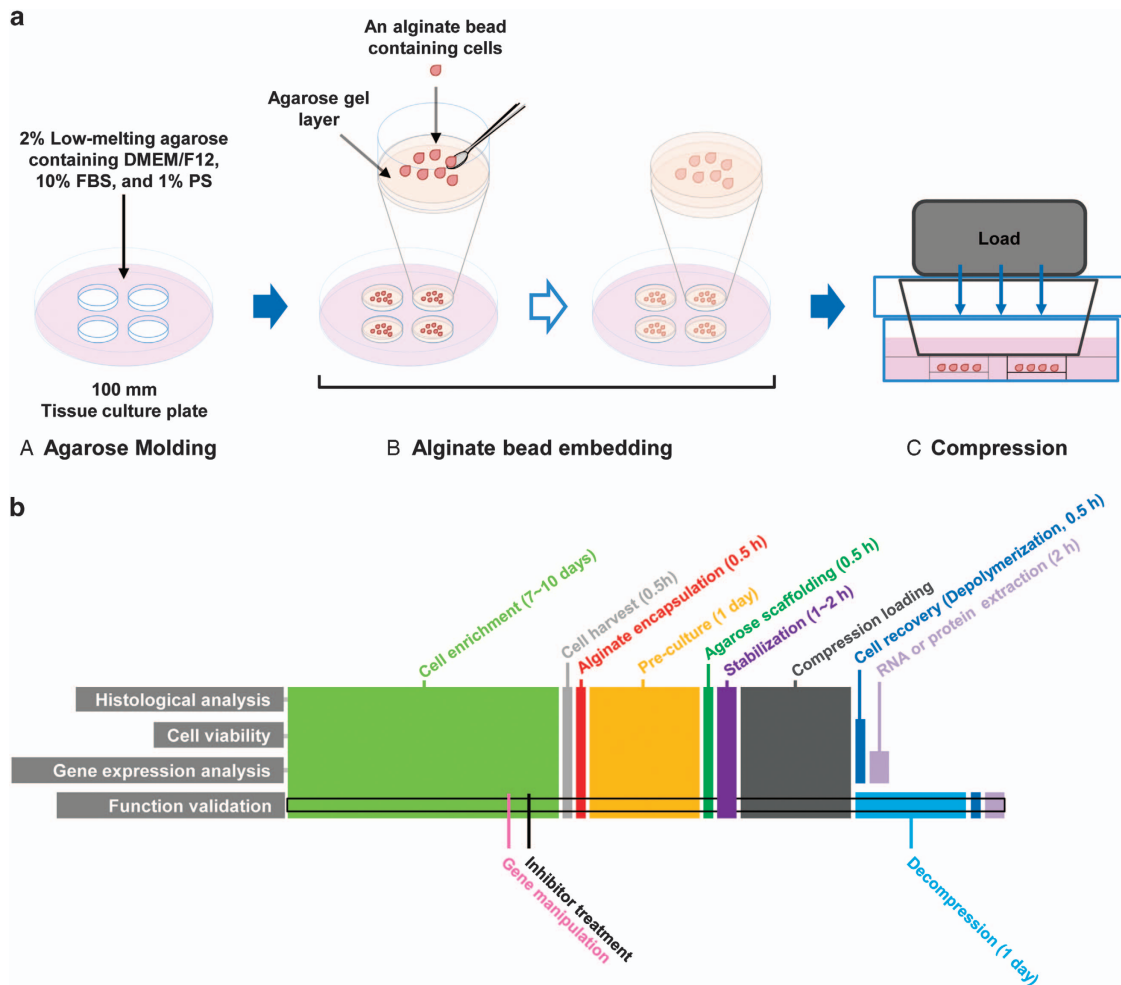 a
An alginate bead
containing cells
Agarose gel
layer
2% Low-melting agarose
containing DMEM/F12,
10% FBS, and 1% PS
Load
100 mm
Tissue culture plate
A Agarose Molding
B Alginate bead embedding
C Compression
b
Cell enrichment (7~10 days)
Cell harvest (0.5h)
Alginate encapsulation (0.5 h)
Pre-culture (1 day)
Agarose scaffolding (0.5 h)
Stabilization (1~2 h)
Compression loading
Cell recovery (Depolymerization, 0.5 h)
RNA or protein extraction (2 h)
Histological analysis
Cell viability
Gene expression analysis
Function validation
Gene manipulation
Inhibitor treatment
Decompression (1 day)